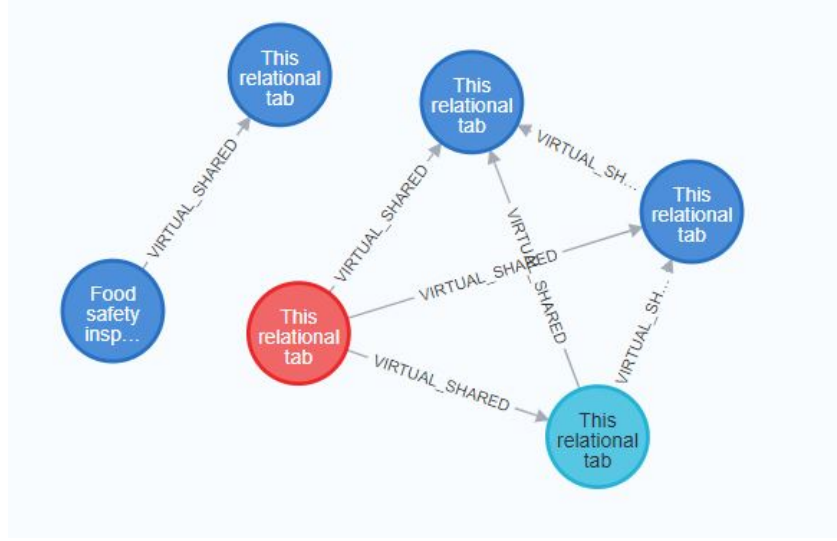 This
relational
tab
This
relational
tab
VIRTUAL_SHARED
VIRTUAL_SH...
VIRTUAL_SHARED
This
relational
tab
VIRTUAL_SHARED
VIRTUAL_SHARED
Food
safety
insp...
This
relational
tab
VIRTUAL_SH...
VIRTUAL_SHARED
This
relational
tab